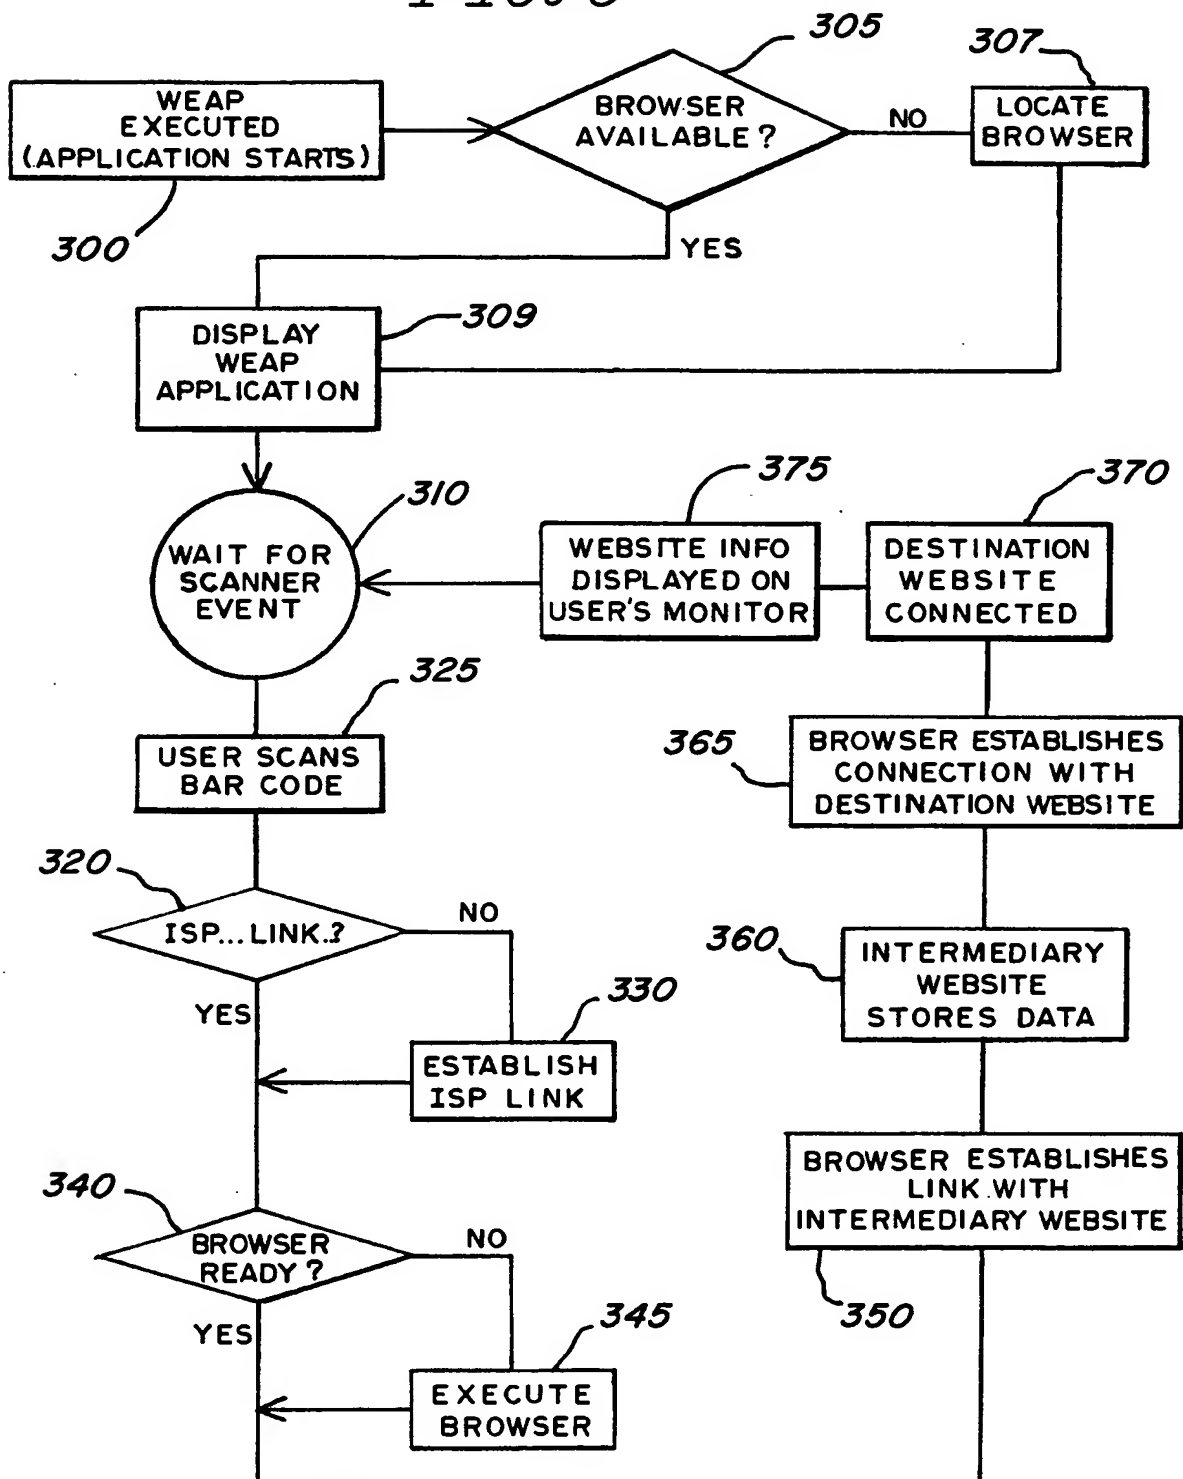 305
307
WEAP
EXECUTED
(APPLICATION STARTS)
BROWSER
AVAILABLE?
NO
LOCATE
BROWSER
300
YES
309
DISPLAY
WEAP
APPLICATION
375
370
310
WAIT FOR
SCANNER
EVENT
WEBSITE INFO
DISPLAYED ON
USER'S MONITOR
DESTINATION
WEBSITE
CONNECTED
325
USER SCANS
BAR CODE
365
BROWSER ESTABLISHES
CONNECTION WITH
DESTINATION WEBSITE
320
ISP...LINK..?
NO
360
INTERMEDIARY
WEBSITE
STORES DATA
YES
330
ESTABLISH
ISP LINK
BROWSER ESTABLISHES
LINK WITH
INTERMEDIARY WEBSITE
340
BROWSER
READY?
NO
350
YES
345
EXECUTE
BROWSER